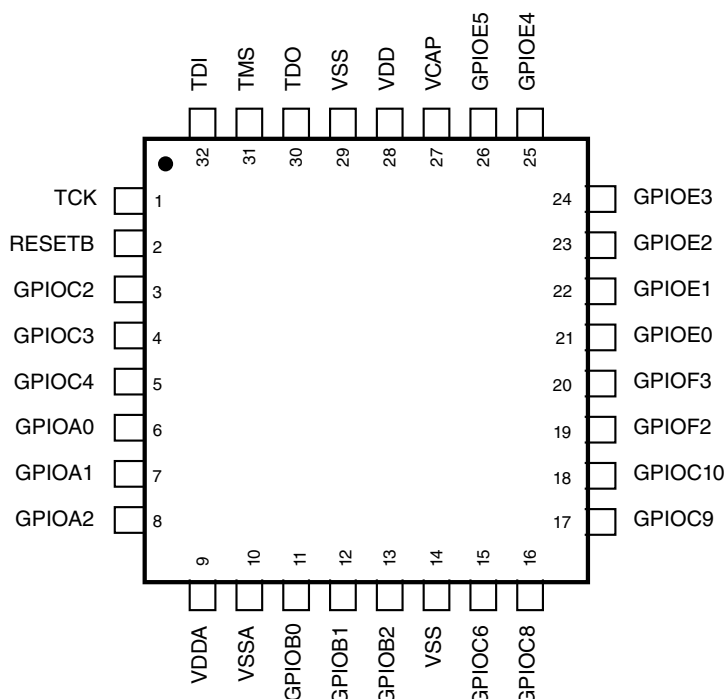 TDI TMS TDO VSS VDD VCAP GPIOE5 GPIOE4
32 31 30 29 28 27 26 25
TCK 1 24 GPIOE3
RESETB 2 23 GPIOE2
GPIOC2 3 22 GPIOE1
GPIOC3 4 21 GPIOE0
GPIOC4 5 20 GPIOF3
GPIOA0 6 19 GPIOF2
GPIOA1 7 18 GPIOC10
GPIOA2 8 17 GPIOC9
9 10 11 12 13 14 15 16
VDDA VSSA GPIOB0 GPIOB1 GPIOB2 VSS GPIOC6 GPIOC8